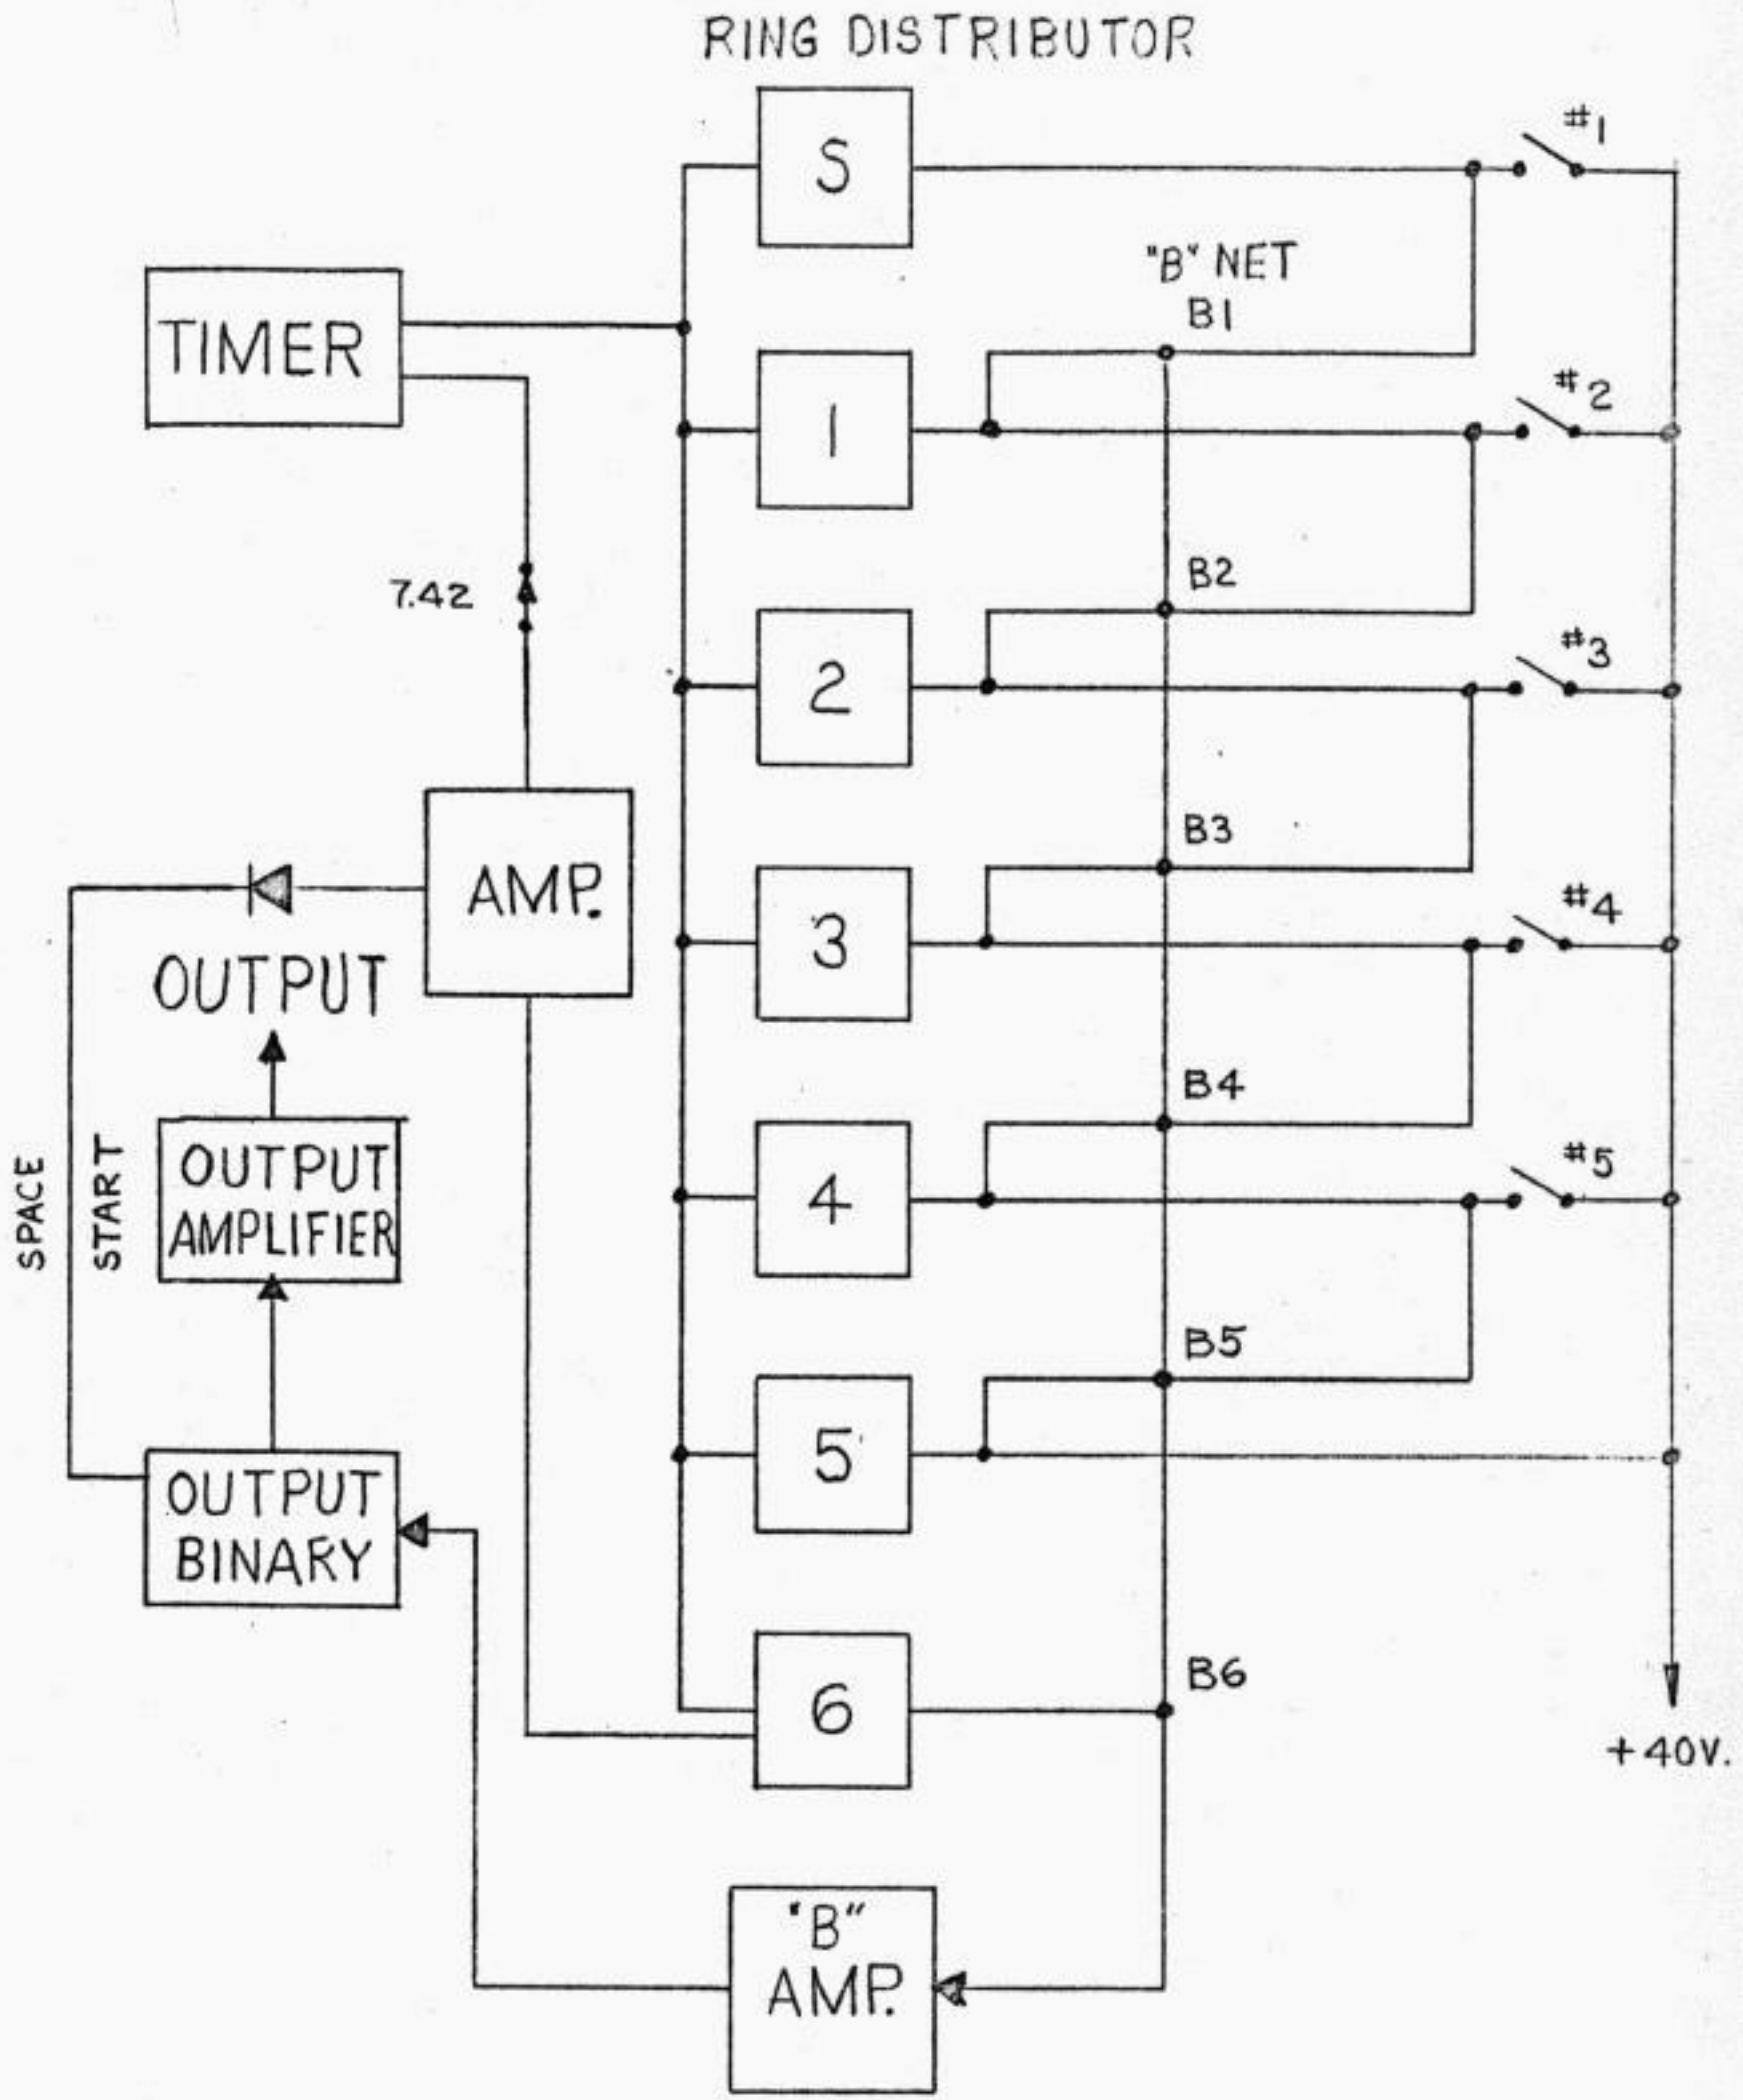 RING DISTRIBUTOR
S
#1
"B" NET
B1
TIMER
1
#2
7.42
B2
2
#3
B3
AMP.
3
#4
OUTPUT
B4
SPACE
START
OUTPUT
AMPLIFIER
4
#5
B5
OUTPUT
BINARY
5
B6
6
+40V.
"B"
AMP.